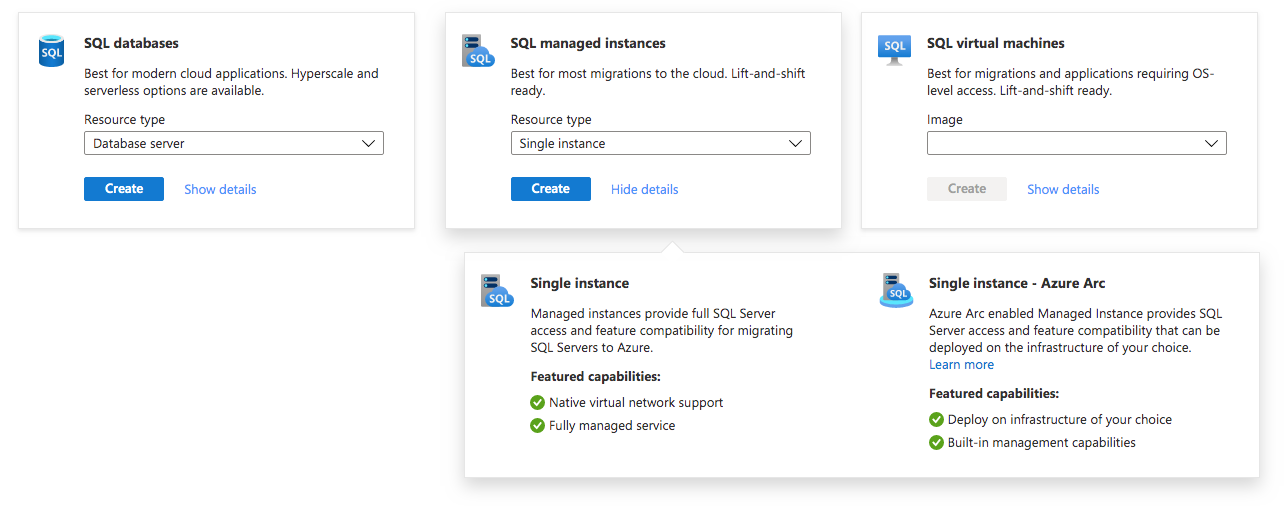 SQL
SQL databases
Best for modern cloud applications. Hyperscale and
serverless options are available.
Resource type
Database server
Create
Show details
SQL
SQL managed instances
Best for most migrations to the cloud. Lift-and-shift
ready.
Resource type
Single instance
Create
Hide details
SQL
SQL virtual machines
Best for migrations and applications requiring OS-
level access. Lift-and-shift ready.
Image
Create
Show details
SQL
Single instance
Managed instances provide full SQL Server
access and feature compatibility for migrating
SQL Servers to Azure.
Featured capabilities:
Native virtual network support
Fully managed service
SQL
Single instance - Azure Arc
Azure Arc enabled Managed Instance provides SQL
Server access and feature compatibility that can be
deployed on the infrastructure of your choice.
Learn more
Featured capabilities:
Deploy on infrastructure of your choice
Built-in management capabilities